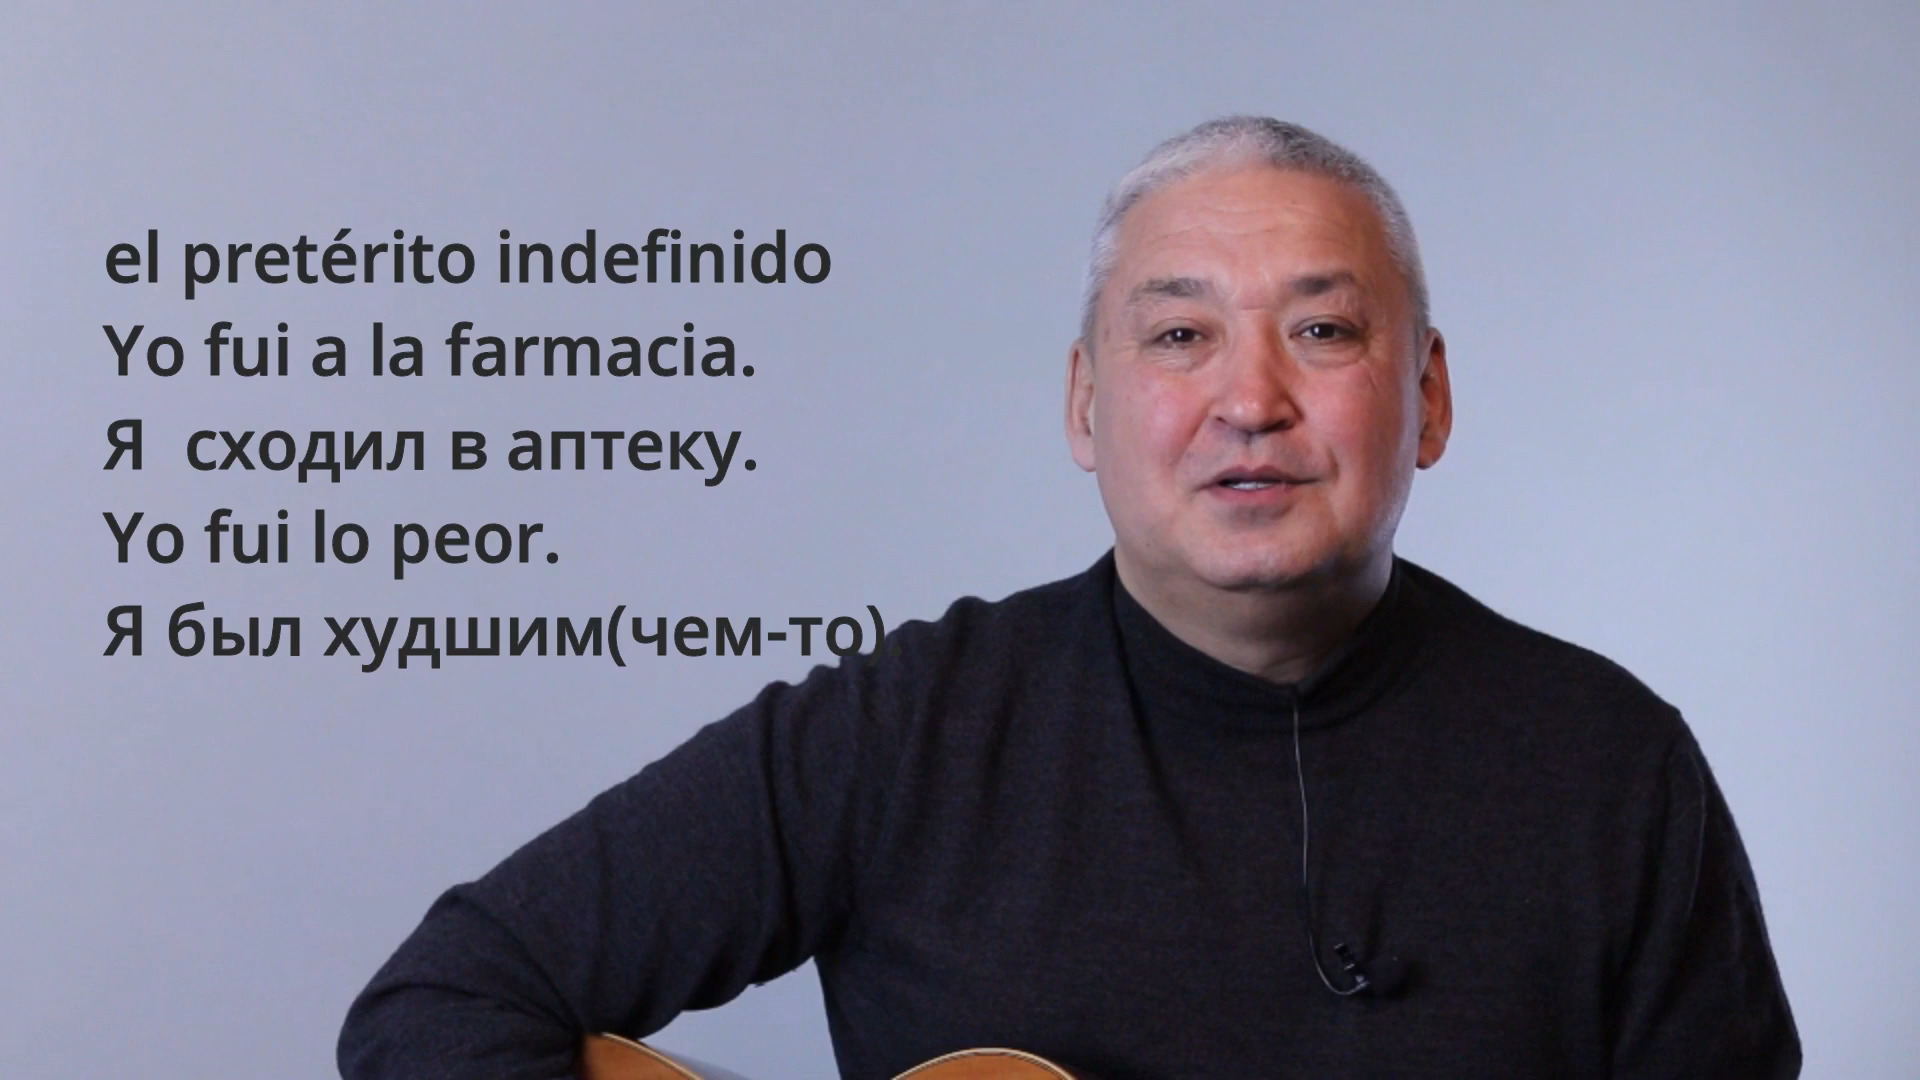 el pretérito indefinido
Yo fui a la farmacia.
Я  сходил в аптеку.
Yo fui lo peor.
Я был худшим(чем-то).